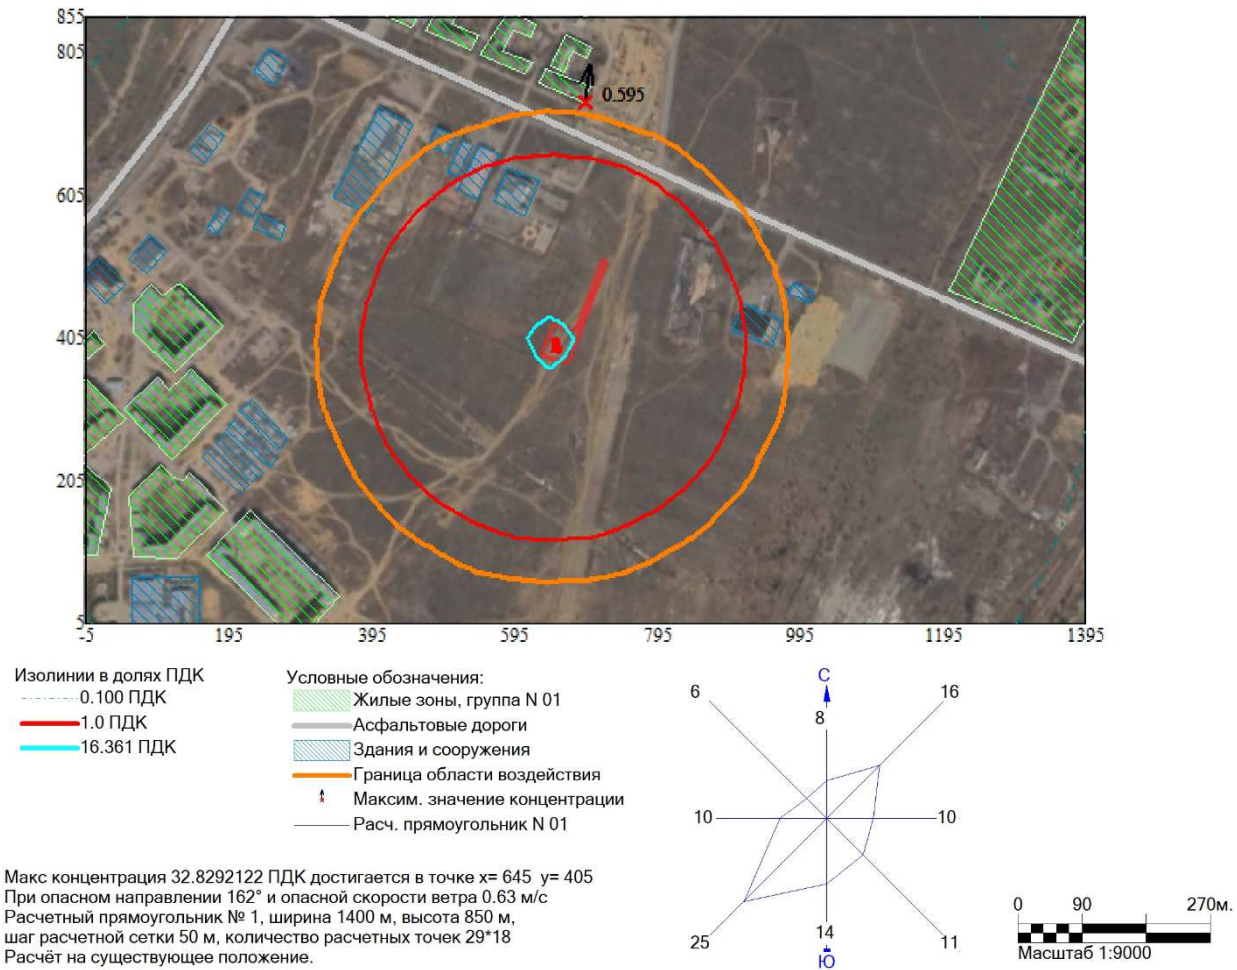 855
805
605
405
205
5
-5 195 395 595 795 995 1195 1395
0.595
Изолинии в долях ПДК
0.100 ПДК
1.0 ПДК
16.361 ПДК
Условные обозначения:
Жилые зоны, группа N 01
Асфальтовые дороги
Здания и сооружения
Граница области воздействия
Максим. значение концентрации
Расч. прямоугольник N 01
С
6 16
8
10 10
14
25 11
Ю
Макс концентрация 32.8292122 ПДК достигается в точке x= 645 y= 405
При опасном направлении 162° и опасной скорости ветра 0.63 м/с
Расчетный прямоугольник № 1, ширина 1400 м, высота 850 м,
шаг расчетной сетки 50 м, количество расчетных точек 29*18
Расчёт на существующее положение.
0 90 270м.
Масштаб 1:9000